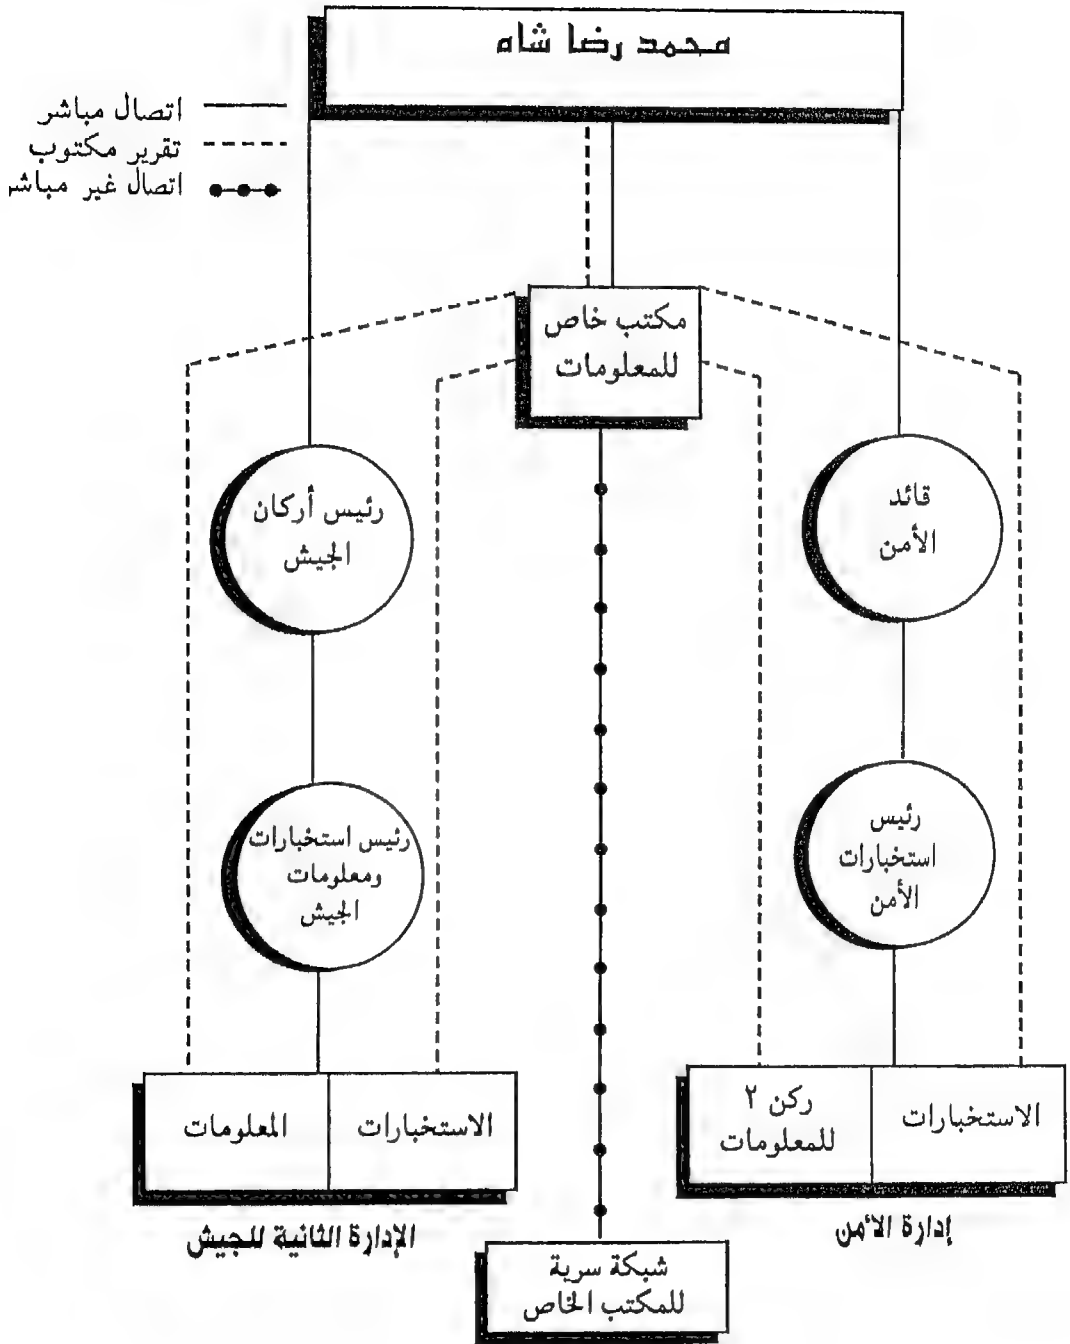 محمد رضا شاه
اتصال مباشر
تقرير مكتوب
اتصال غير مباشر
مكتب خاص
للمعلومات
قائد
الأمن
رئيس أركان
الجيش
رئيس
استخبارات
الأمن
رئيس استخبارات
ومعلومات
الجيش
الاستخبارات
ركن ٢
للمعلومات
الاستخبارات
المعلومات
إدارة الأمن
الإدارة الثانية للجيش
شبكة سرية
للمكتب الخاص